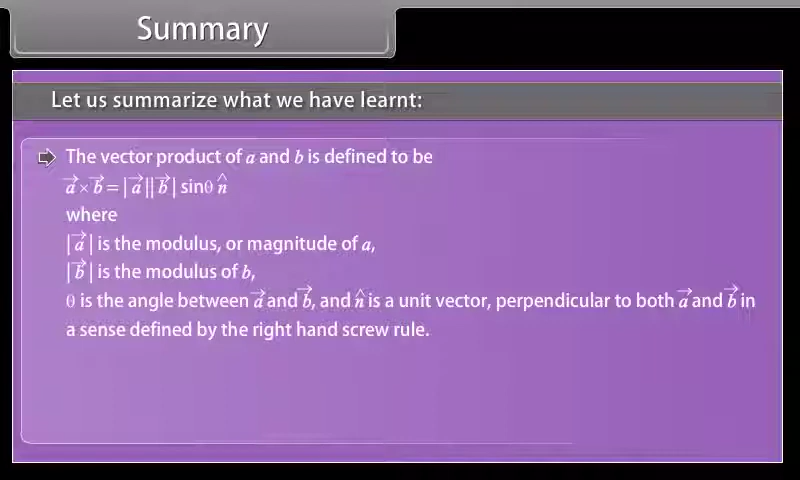 Summary
Let us summarize what we have learnt:
⇨ The vector product of a and b is defined to be
a⃗ × b⃗ = |a⃗||b⃗| sinθ n̂
where
|a⃗| is the modulus, or magnitude of a,
|b⃗| is the modulus of b,
θ is the angle between a⃗ and b⃗, and n̂ is a unit vector, perpendicular to both a⃗ and b⃗ in
a sense defined by the right hand screw rule.